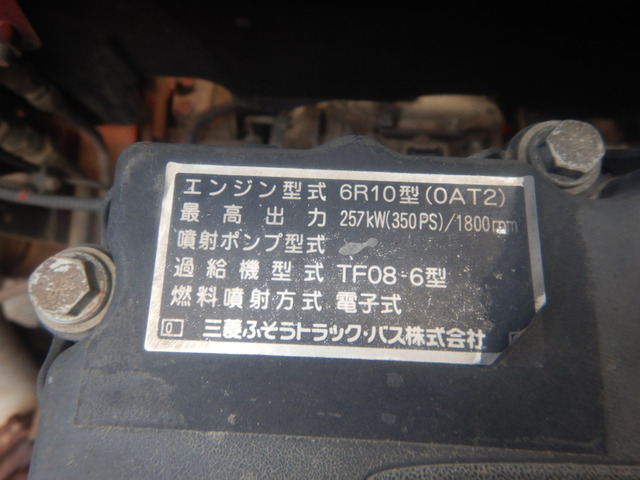 エンジン型式 6R10型(0AT2)
最高出力 257kW(350PS)/1800rpm
噴射ポンプ型式
過給機型式 TF08-6型
燃料噴射方式 電子式
0 三菱ふそうトラック・バス株式会社